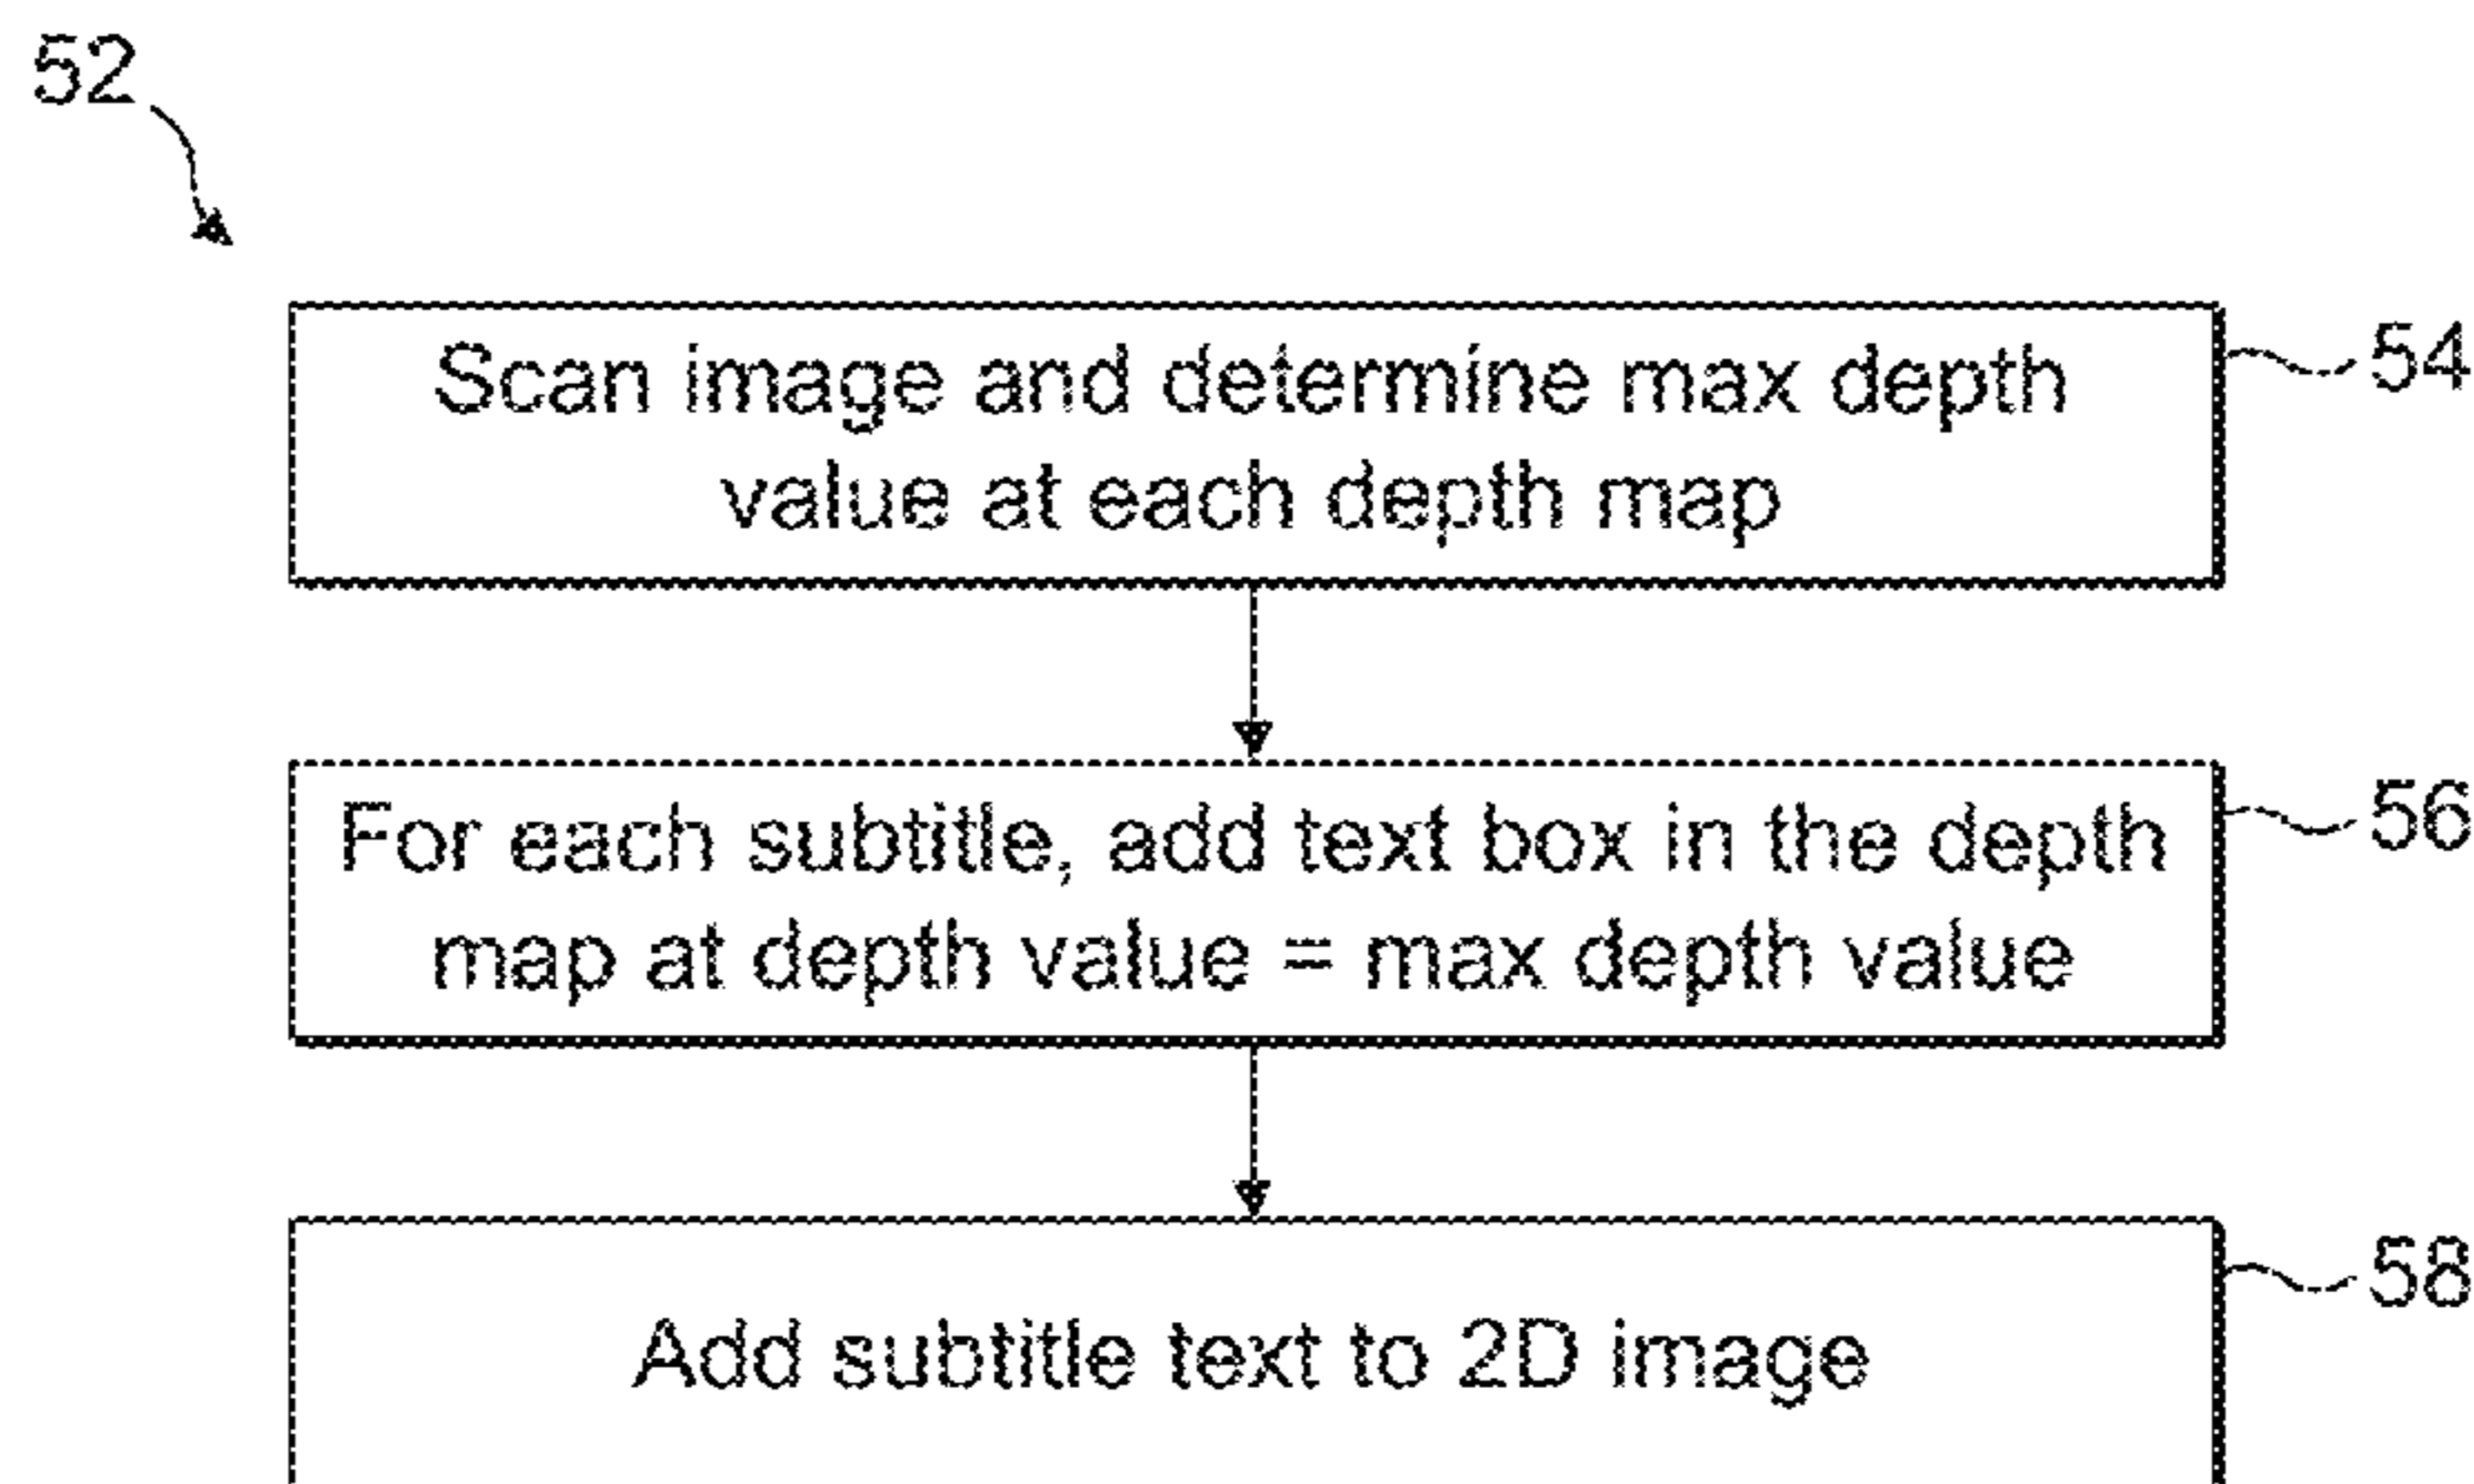 52
Scan image and determine max depth
value at each depth map
54
For each subtitle, add text box in the depth
map at depth value = max depth value
56
Add subtitle text to 2D image
58